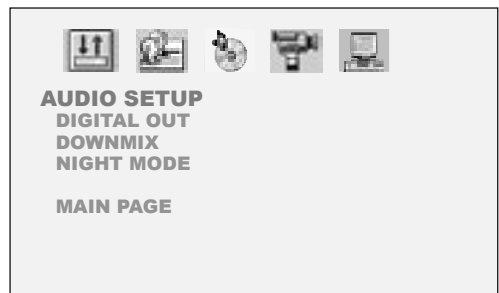 AUDIO SETUP
DIGITAL OUT
DOWNMIX
NIGHT MODE
MAIN PAGE